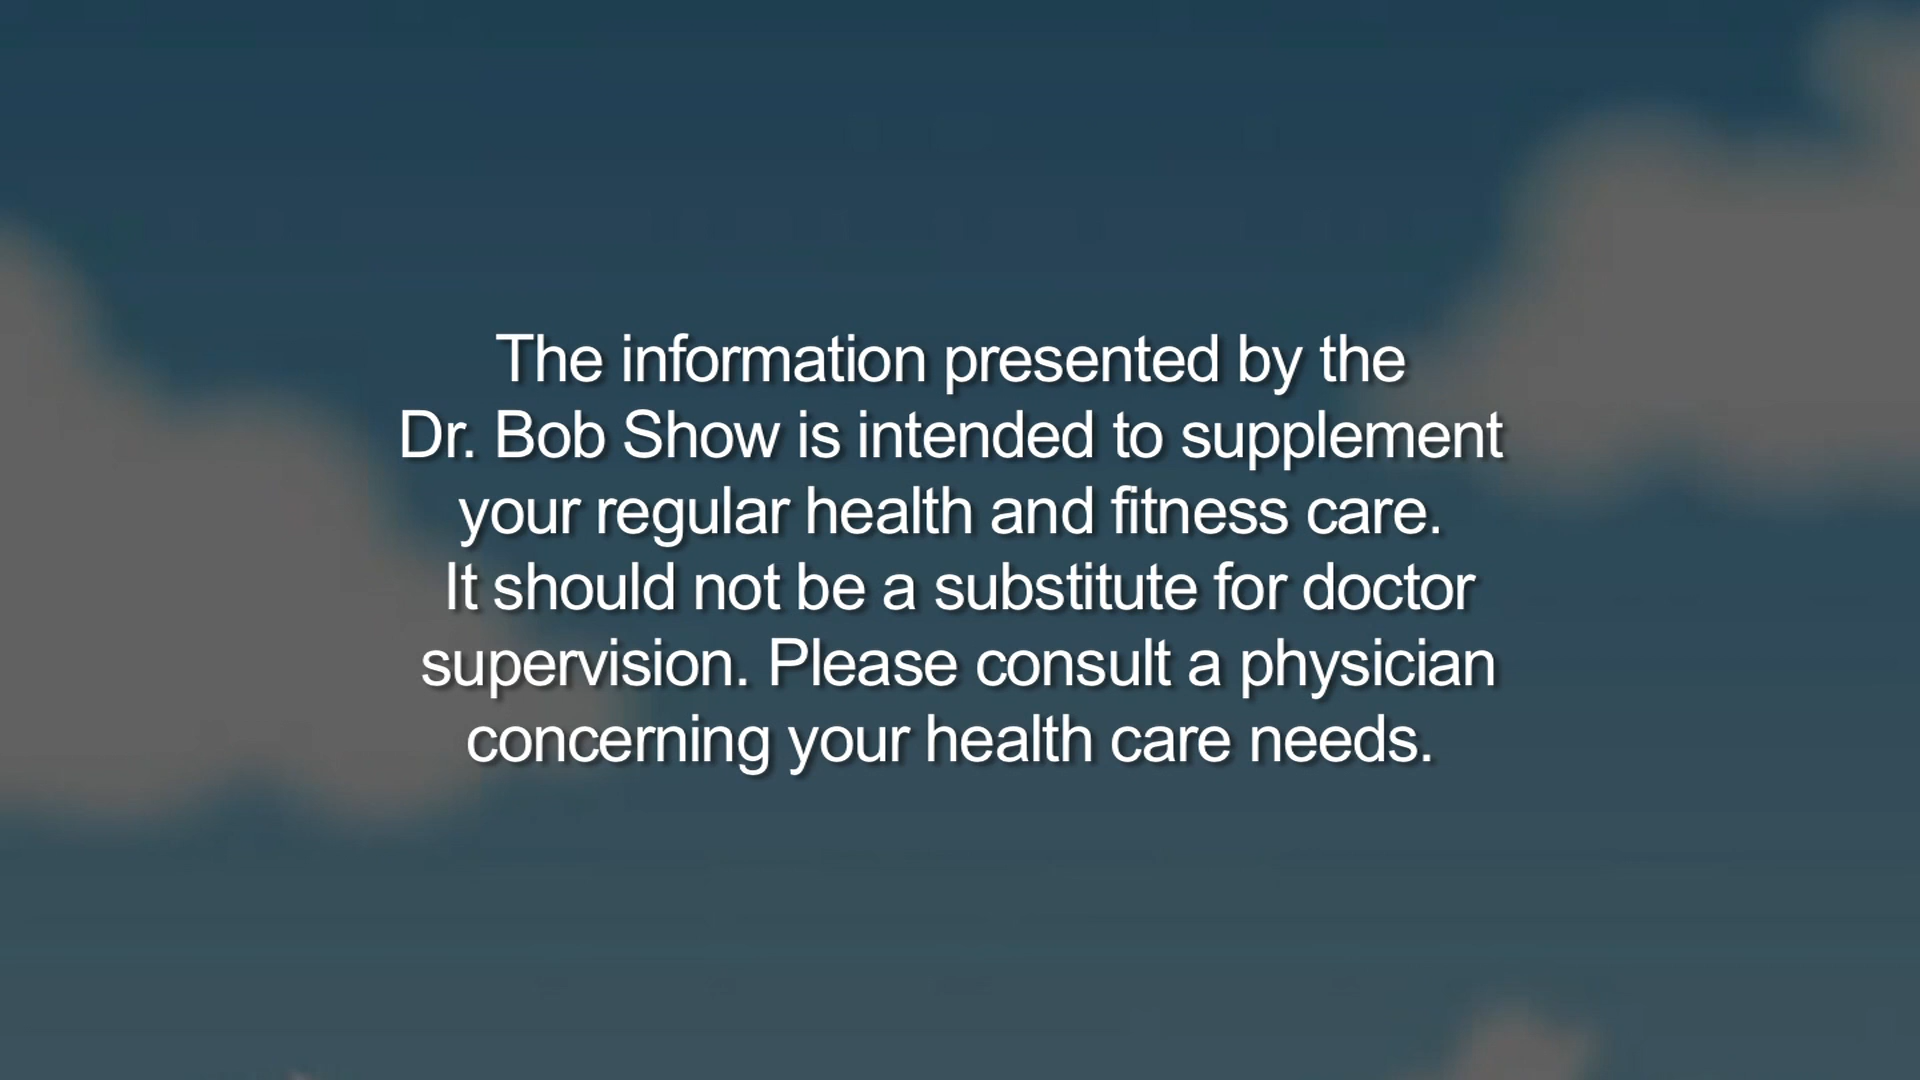 The information presented by the
Dr. Bob Show is intended to supplement
your regular health and fitness care.
It should not be a substitute for doctor
supervision. Please consult a physician
concerning your health care needs.